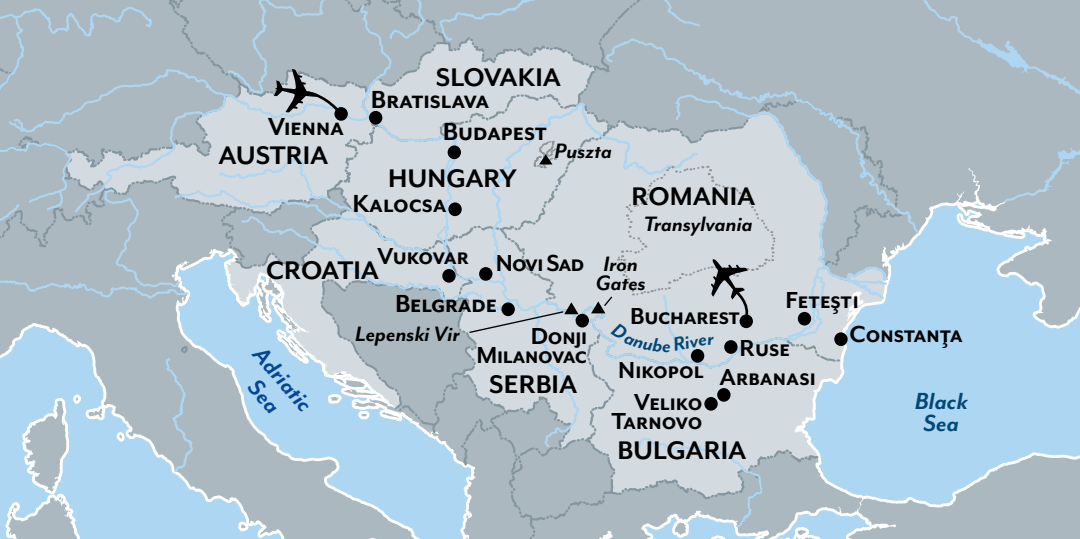 SLOVAKIA
BRATISLAVA
VIENNA
AUSTRIA
BUDAPEST
Puszta
HUNGARY
KALOCSA
ROMANIA
Transylvania
VUKOVAR
NOVI SAD
CROATIA
Iron
Gates
BELGRADE
Lepenski Vir
DONJI
MILANOVAC
SERBIA
Danube River
BUCHAREST
FETEŞTI
CONSTANŢA
RUSE
NIKOPOL
ARBANASI
VELIKO
TARNOVO
BULGARIA
Adriatic
Sea
Black
Sea